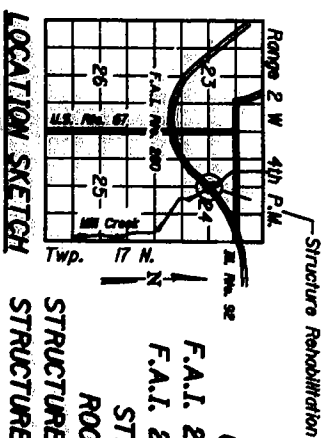 Structure Rehabilitation
Range 2 W 4th P.M.
23
24
Ill. Rte. 92
F.A.I. Rte. 280
U.S. Rte. 67
26
25
Mill Creek
Twp. 17 N.
N
LOCATION SKETCH
F.A.I. 2
F.A.I. 2
ST
ROC
STRUCTURE
STRUCTURE